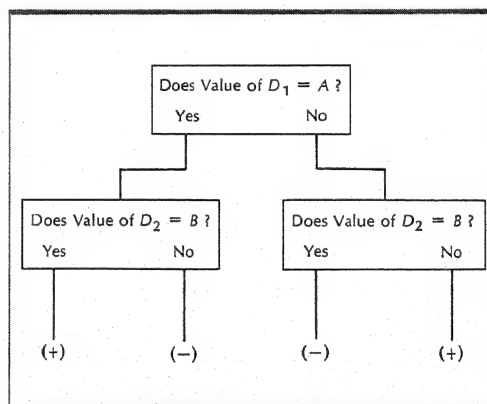 Does Value of D1 = A ?
Yes No
Does Value of D2 = B ? Does Value of D2 = B ?
Yes No Yes No
(+) (−) (−) (+)